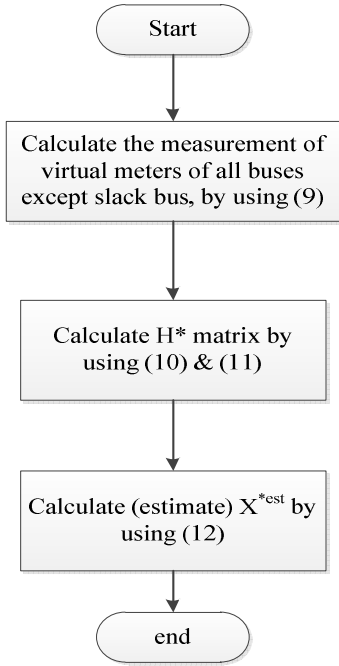 Start
Calculate the measurement of
virtual meters of all buses
except slack bus, by using (9)
Calculate H* matrix by
using (10) & (11)
Calculate (estimate) X*est by
using (12)
end